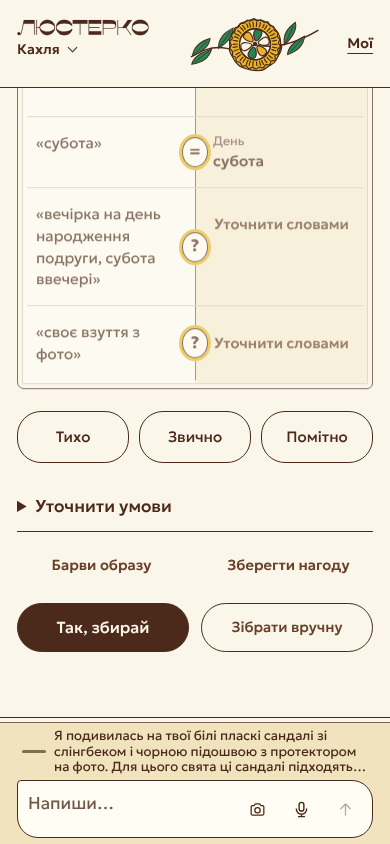 ЛЮСТЕРКО
Кахля
Мої
«субота»
=
День
субота
«вечірка на день
народження
подруги, субота
ввечері»
?
Уточнити словами
«своє взуття з
фото»
?
Уточнити словами
Тихо
Звично
Помітно
Уточнити умови
Барви образу
Зберегти нагоду
Так, збирай
Зібрати вручну
Я подивилась на твої білі пласкі сандалі зі
слінгбеком і чорною підошвою з протектором
на фото. Для цього свята ці сандалі підходять…
Напиши…